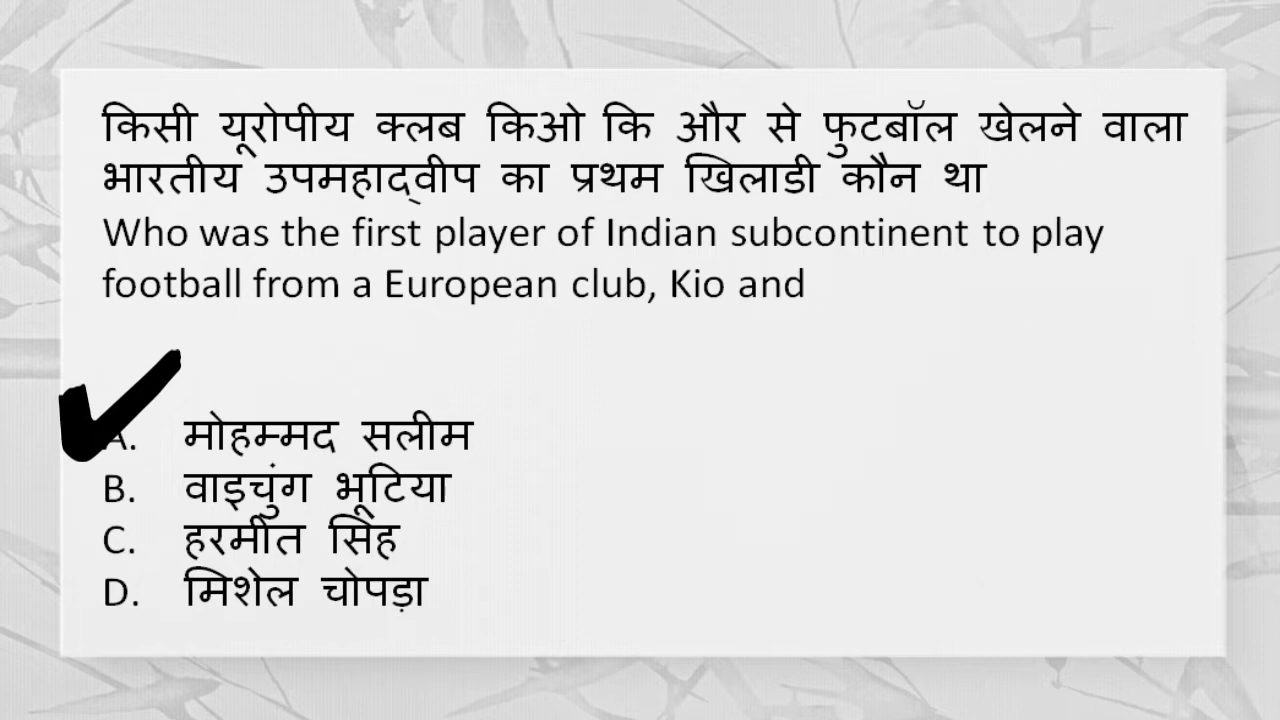 किसी यूरोपीय क्लब किओ कि और से फुटबॉल खेलने वाला
भारतीय उपमहाद्वीप का प्रथम खिलाडी कौन था
Who was the first player of Indian subcontinent to play
football from a European club, Kio and
A. मोहम्मद सलीम
B. वाइचुंग भूटिया
C. हरमीत सिंह
D. मिशेल चोपड़ा